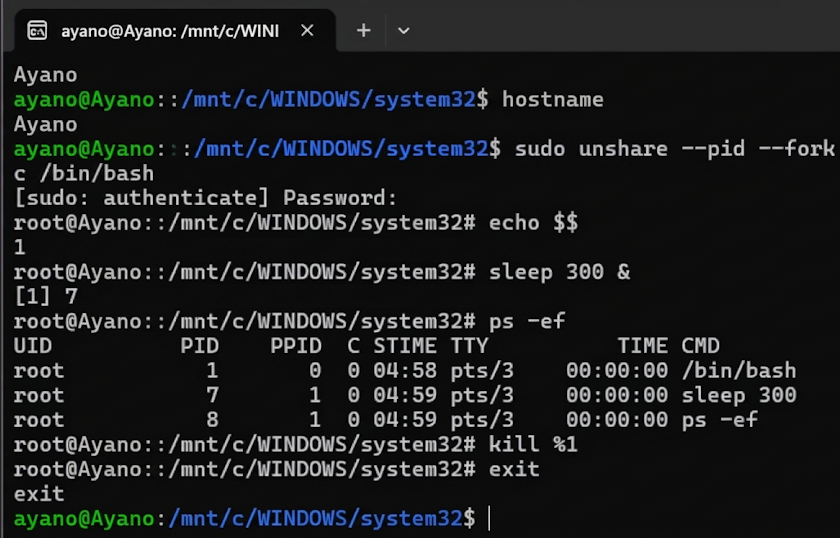 ayano@Ayano: /mnt/c/WINI
Ayano
ayano@Ayano::/mnt/c/WINDOWS/system32$ hostname
Ayano
ayano@Ayano:::/mnt/c/WINDOWS/system32$ sudo unshare --pid --fork
c /bin/bash
[sudo: authenticate] Password:
root@Ayano::/mnt/c/WINDOWS/system32# echo $$
1
root@Ayano::/mnt/c/WINDOWS/system32# sleep 300 &
[1] 7
root@Ayano::/mnt/c/WINDOWS/system32# ps -ef
UID PID PPID C STIME TTY TIME CMD
root 1 0 0 04:58 pts/3 00:00:00 /bin/bash
root 7 1 0 04:59 pts/3 00:00:00 sleep 300
root 8 1 0 04:59 pts/3 00:00:00 ps -ef
root@Ayano::/mnt/c/WINDOWS/system32# kill %1
root@Ayano::/mnt/c/WINDOWS/system32# exit
exit
ayano@Ayano:/mnt/c/WINDOWS/system32$